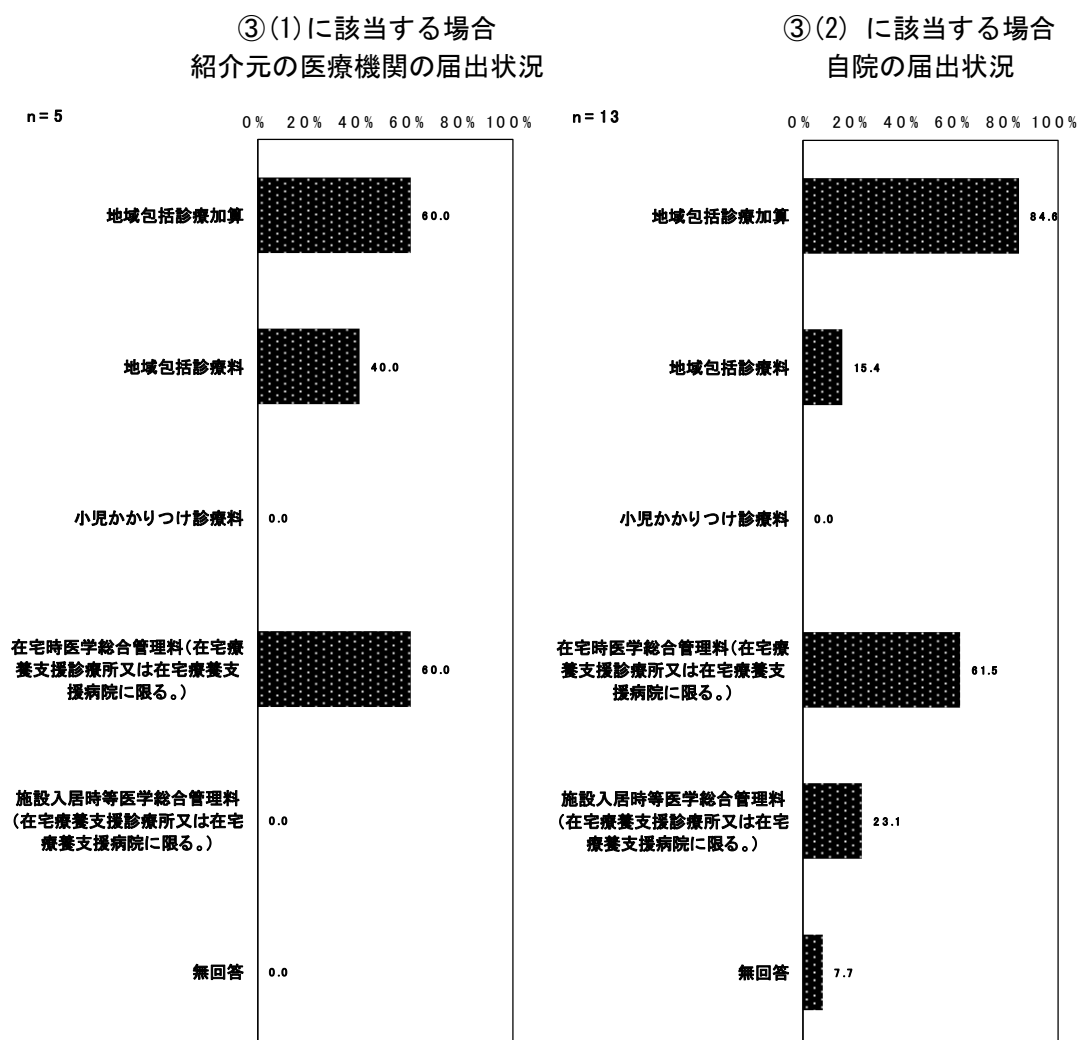 ③(1)に該当する場合
紹介元の医療機関の届出状況
n=5
0% 20% 40% 60% 80% 100%
地域包括診療加算
60.0
地域包括診療料
40.0
小児かかりつけ診療料
0.0
在宅時医学総合管理料(在宅療
養支援診療所又は在宅療養支
援病院に限る。)
60.0
施設入居時等医学総合管理料
(在宅療養支援診療所又は在宅
療養支援病院に限る。)
0.0
無回答
0.0
③(2) に該当する場合
自院の届出状況
n=13
0% 20% 40% 60% 80% 100%
地域包括診療加算
84.6
地域包括診療料
15.4
小児かかりつけ診療料
0.0
在宅時医学総合管理料(在宅療
養支援診療所又は在宅療養支
援病院に限る。)
61.5
施設入居時等医学総合管理料
(在宅療養支援診療所又は在宅
療養支援病院に限る。)
23.1
無回答
7.7